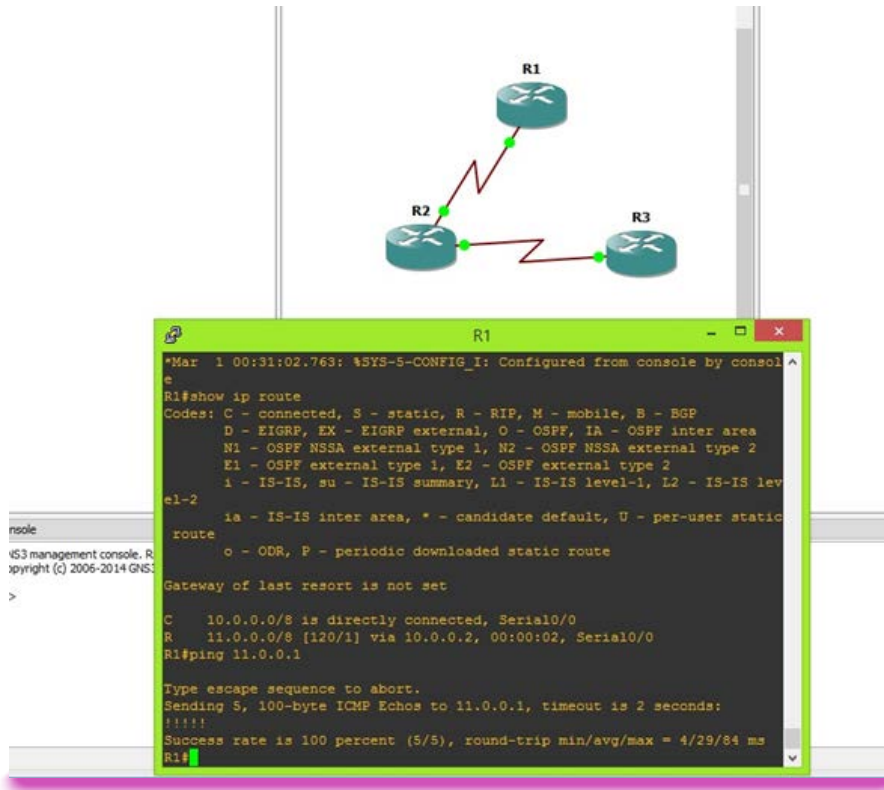 R1
R2
R3
R1
*Mar  1 00:31:02.763: %SYS-5-CONFIG_I: Configured from console by consol
e
R1#show ip route
Codes: C - connected, S - static, R - RIP, M - mobile, B - BGP
       D - EIGRP, EX - EIGRP external, O - OSPF, IA - OSPF inter area
       N1 - OSPF NSSA external type 1, N2 - OSPF NSSA external type 2
       E1 - OSPF external type 1, E2 - OSPF external type 2
       i - IS-IS, su - IS-IS summary, L1 - IS-IS level-1, L2 - IS-IS lev
el-2
       ia - IS-IS inter area, * - candidate default, U - per-user static
 route
       o - ODR, P - periodic downloaded static route
Gateway of last resort is not set
C    10.0.0.0/8 is directly connected, Serial0/0
R    11.0.0.0/8 [120/1] via 10.0.0.2, 00:00:02, Serial0/0
R1#ping 11.0.0.1
Type escape sequence to abort.
Sending 5, 100-byte ICMP Echos to 11.0.0.1, timeout is 2 seconds:
!!!!!
Success rate is 100 percent (5/5), round-trip min/avg/max = 4/29/84 ms
R1#
nsole
NS3 management console. R
opyright (c) 2006-2014 GNS3
>